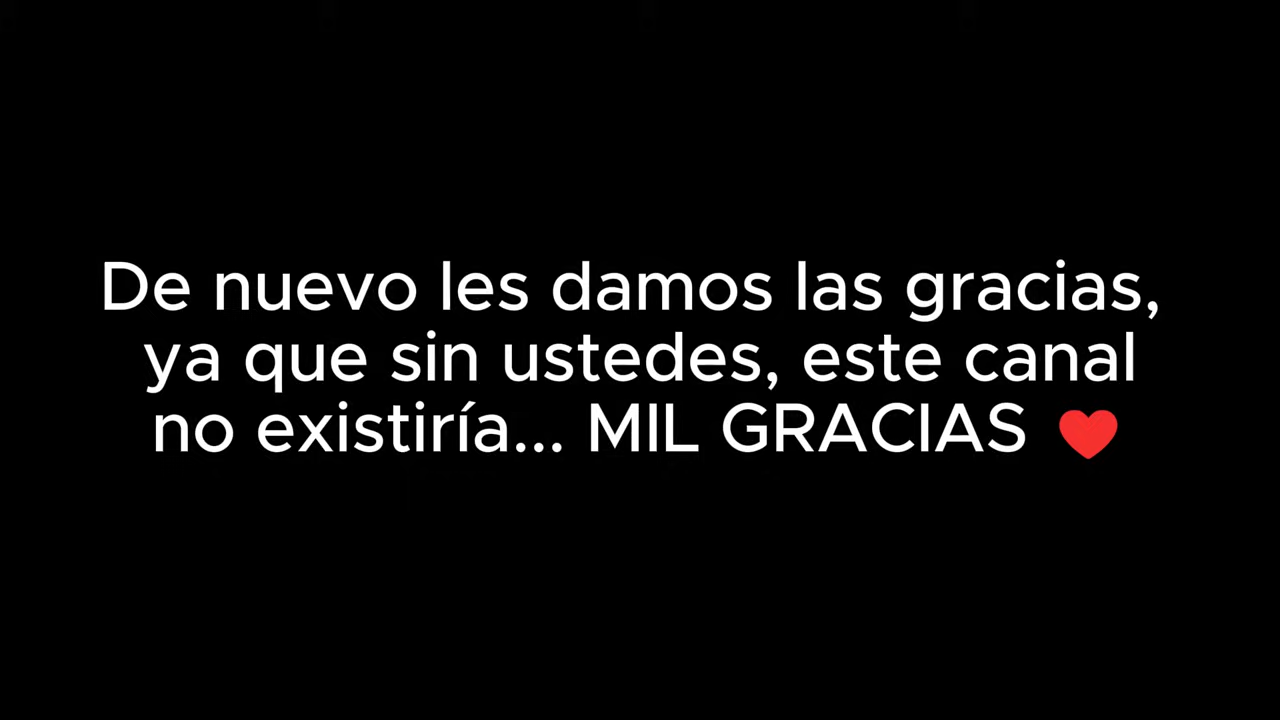 De nuevo les damos las gracias,
ya que sin ustedes, este canal
no existiría... MIL GRACIAS ❤️